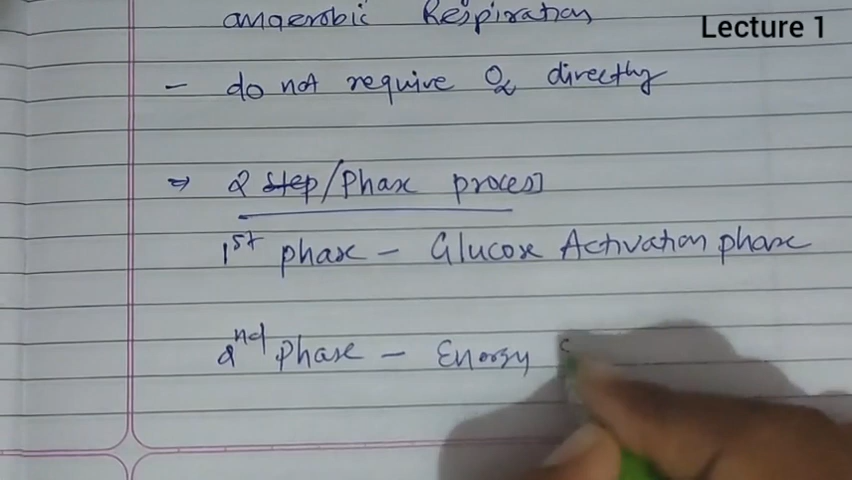 anaerobic Respiration
Lecture 1
- do not require O2 directly
⇒ 2 step/Phase process
1st phase - Glucose Activation phase
2nd Phase - Energy